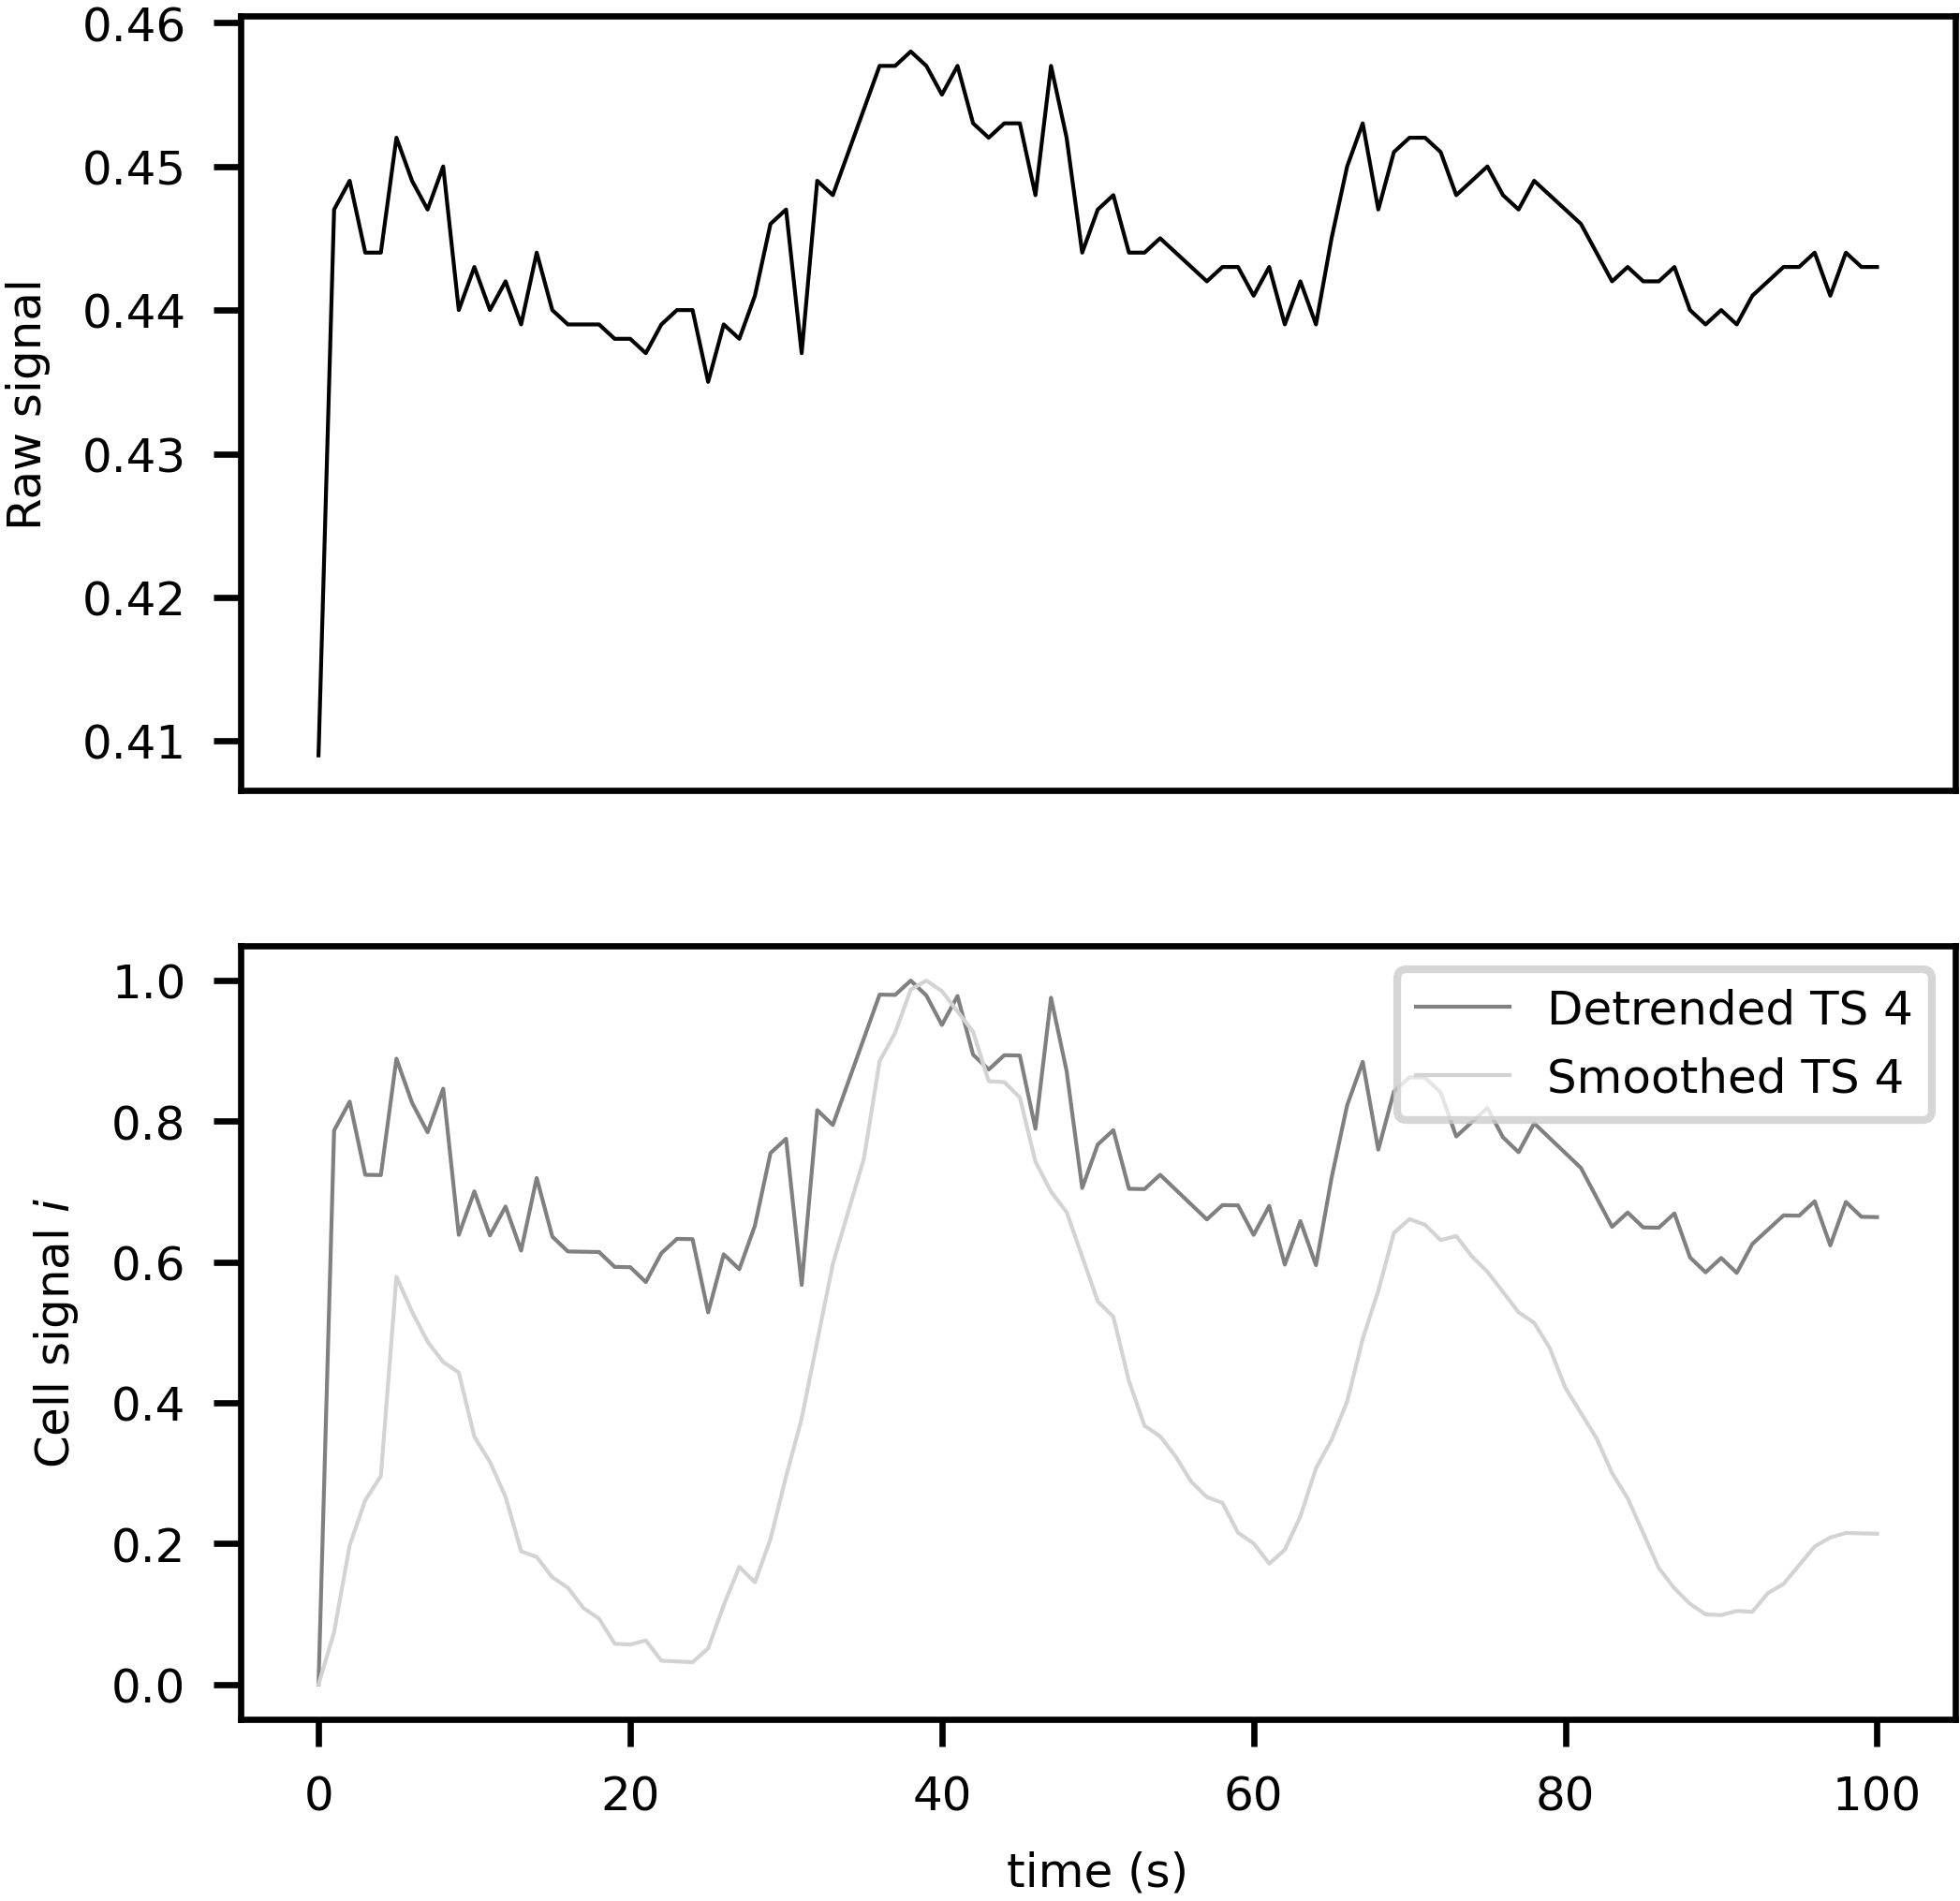 Raw signal
0.46
0.45
0.44
0.43
0.42
0.41
Cell signal i
1.0
0.8
0.6
0.4
0.2
0.0
Detrended TS 4
Smoothed TS 4
0 20 40 60 80 100
time (s)